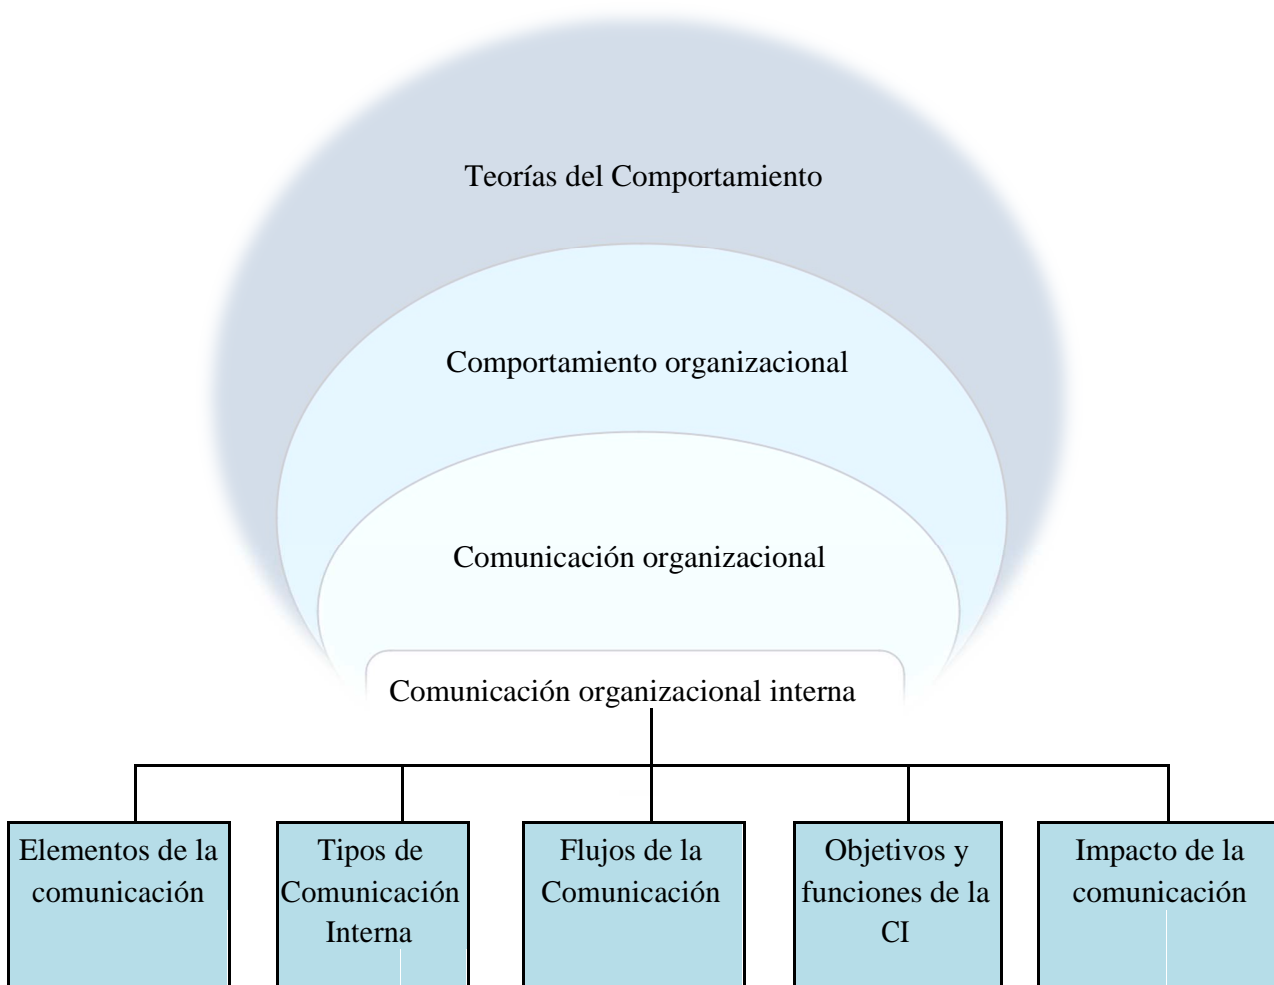 Teorías del Comportamiento
Comportamiento organizacional
Comunicación organizacional
Comunicación organizacional interna
Elementos de la
comunicación
Tipos de
Comunicación
Interna
Flujos de la
Comunicación
Objetivos y
funciones de la
CI
Impacto de la
comunicación